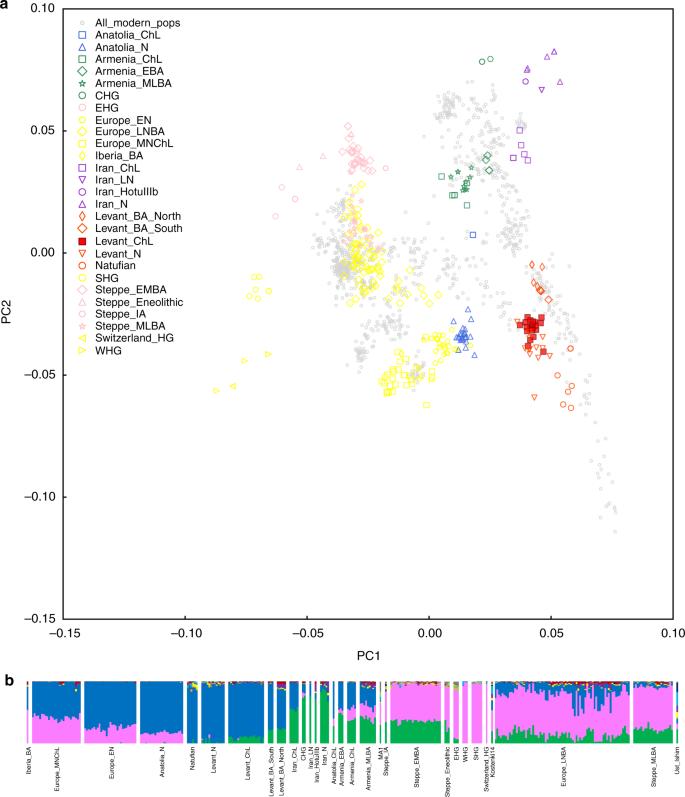 a
0.10
0.05
0.00
−0.05
−0.10
−0.15
PC2
All_modern_pops
Anatolia_ChL
Anatolia_N
Armenia_ChL
Armenia_EBA
Armenia_MLBA
CHG
EHG
Europe_EN
Europe_LNBA
Europe_MNChL
Iberia_BA
Iran_ChL
Iran_LN
Iran_HotuIIIb
Iran_N
Levant_BA_North
Levant_BA_South
Levant_ChL
Levant_N
Natufian
SHG
Steppe_EMBA
Steppe_Eneolithic
Steppe_IA
Steppe_MLBA
Switzerland_HG
WHG
−0.15 −0.10 −0.05 0.00 0.05 0.10
PC1
b
Iberia_BA
Europe_MNChL
Europe_EN
Anatolia_N
Natufian
Levant_N
Levant_ChL
Levant_BA_South
Levant_BA_North
Iran_ChL
CHG
Iran_LN
Iran_HotuIIIb
Iran_N
Anatolia_ChL
Armenia_EBA
Armenia_ChL
Armenia_MLBA
MA1
Steppe_IA
Steppe_EMBA
Steppe_Eneolithic
EHG
WHG
SHG
Switzerland_HG
Kostenki14
Europe_LNBA
Steppe_MLBA
Ust_Ishim